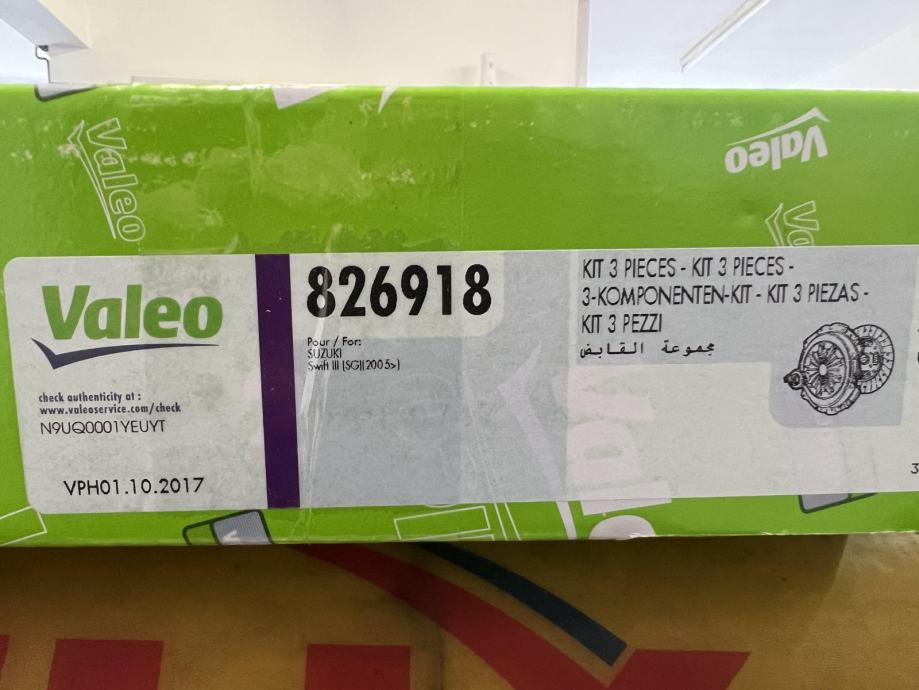 Valeo
Valeo
Valeo
826918
Pour / For:
SUZUKI
Swift III (SG)(2005>)
KIT 3 PIECES - KIT 3 PIECES -
3-KOMPONENTEN-KIT - KIT 3 PIEZAS -
KIT 3 PEZZI
مجموعة القابض
check authenticity at :
www.valeoservice.com/check
N9UQ0001YEUYT
VPH01.10.2017